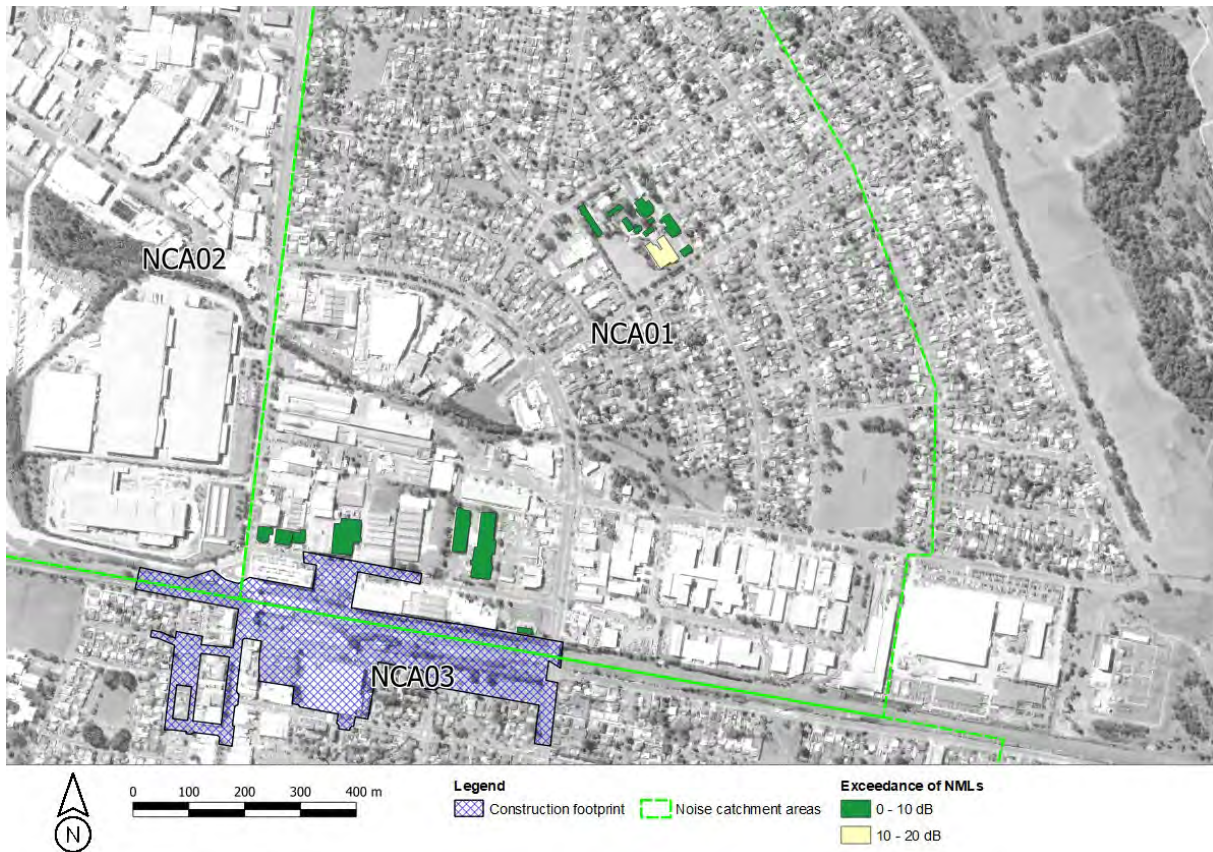 NCA02
NCA01
NCA03
0 100 200 300 400 m
N
Legend
Construction footprint
Noise catchment areas
Exceedance of NMLs
0 - 10 dB
10 - 20 dB